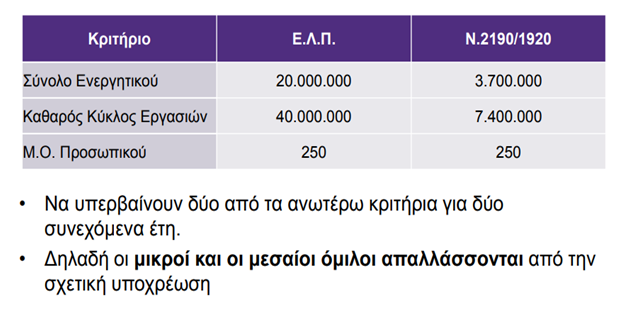 Κριτήριο Ε.Λ.Π. Ν.2190/1920
Σύνολο Ενεργητικού 20.000.000 3.700.000
Καθαρός Κύκλος Εργασιών 40.000.000 7.400.000
Μ.Ο. Προσωπικού 250 250
• Να υπερβαίνουν δύο από τα ανωτέρω κριτήρια για δύο
συνεχόμενα έτη.
• Δηλαδή οι μικροί και οι μεσαίοι όμιλοι απαλλάσσονται από την
σχετική υποχρέωση